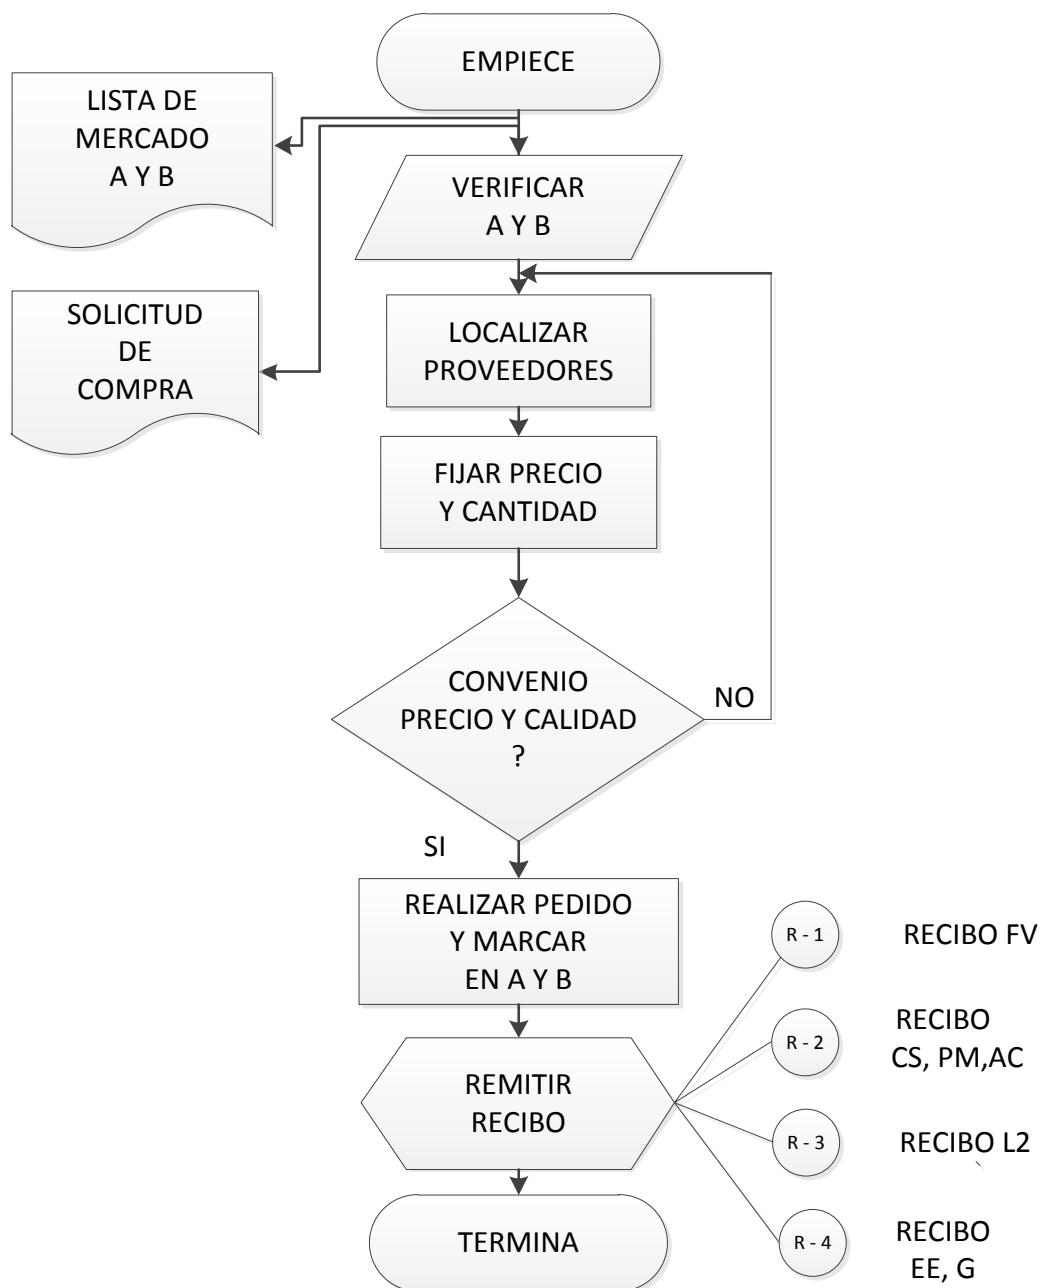 EMPIECE
LISTA DE
MERCADO
A Y B
VERIFICAR
A Y B
SOLICITUD
DE
COMPRA
LOCALIZAR
PROVEEDORES
FIJAR PRECIO
Y CANTIDAD
CONVENIO
PRECIO Y CALIDAD
?
NO
SI
REALIZAR PEDIDO
Y MARCAR
EN A Y B
R - 1
RECIBO FV
R - 2
RECIBO
CS, PM,AC
REMITIR
RECIBO
R - 3
RECIBO L2
`
TERMINA
R - 4
RECIBO
EE, G